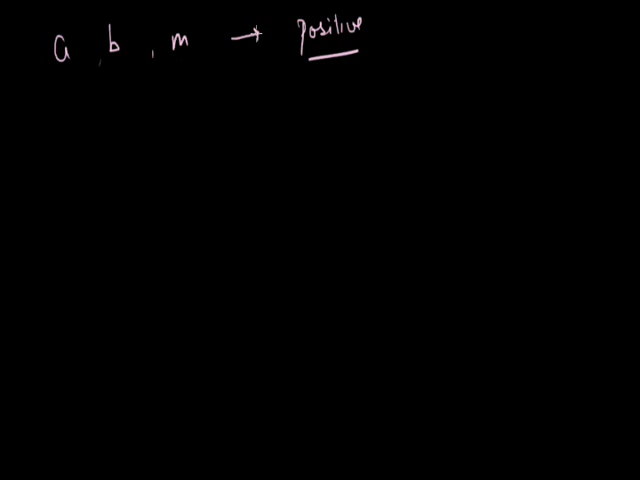 a, b, m → positive